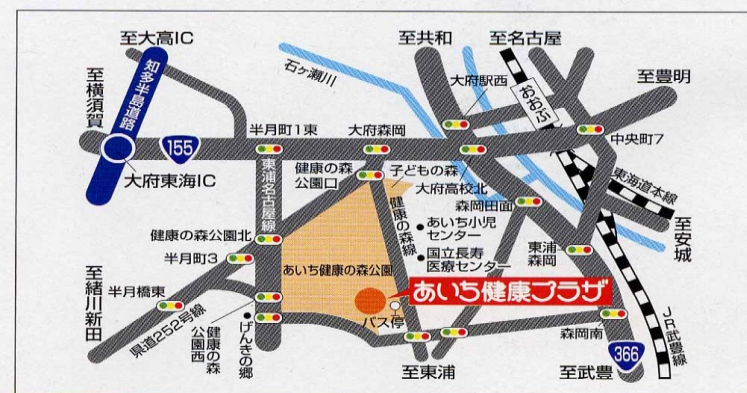 至大高IC
至共和
至名古屋
石ヶ瀬川
至横須賀
知多半島道路
大府駅西
おおぶ
至豊明
155
半月町1東
大府森岡
中央町7
大府東海IC
東浦名古屋線
健康の森
公園口
子どもの森
大府高校北
東海道本線
森岡田面
健康の森線
あいち小児
センター
至安城
健康の森公園北
国立長寿
医療センター
東浦
森岡
半月町3
あいち健康の森公園
至緒川新田
半月橋東
あいち健康プラザ
県道252号線
健康の森
公園西
げんきの郷
バス停
森岡南
JR武豊線
366
至東浦
至武豊